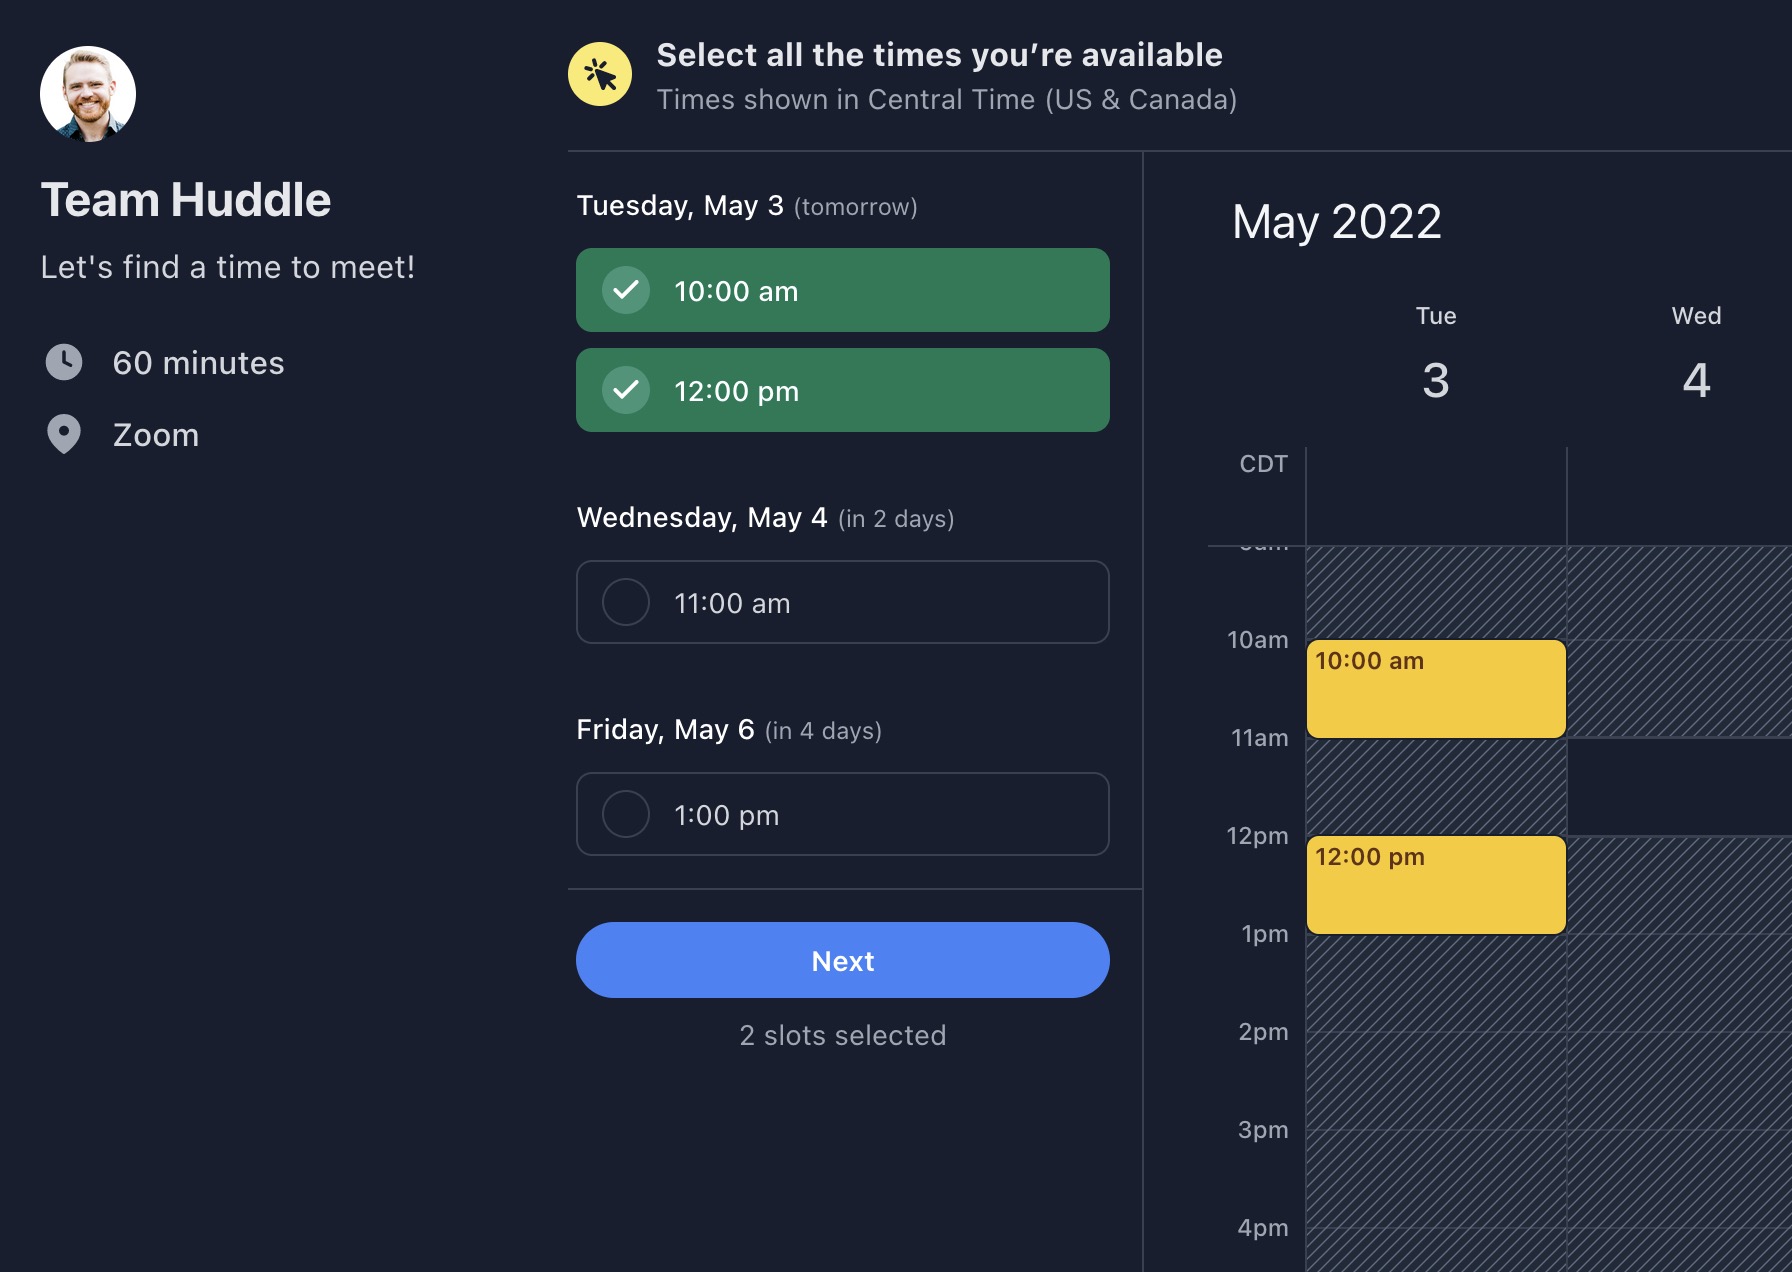 Team Huddle
Let's find a time to meet!
60 minutes
Zoom
Select all the times you’re available
Times shown in Central Time (US & Canada)
Tuesday, May 3 (tomorrow)
10:00 am
12:00 pm
Wednesday, May 4 (in 2 days)
11:00 am
Friday, May 6 (in 4 days)
1:00 pm
Next
2 slots selected
May 2022
Tue
Wed
3
4
CDT
10am
10:00 am
11am
12pm
12:00 pm
1pm
2pm
3pm
4pm